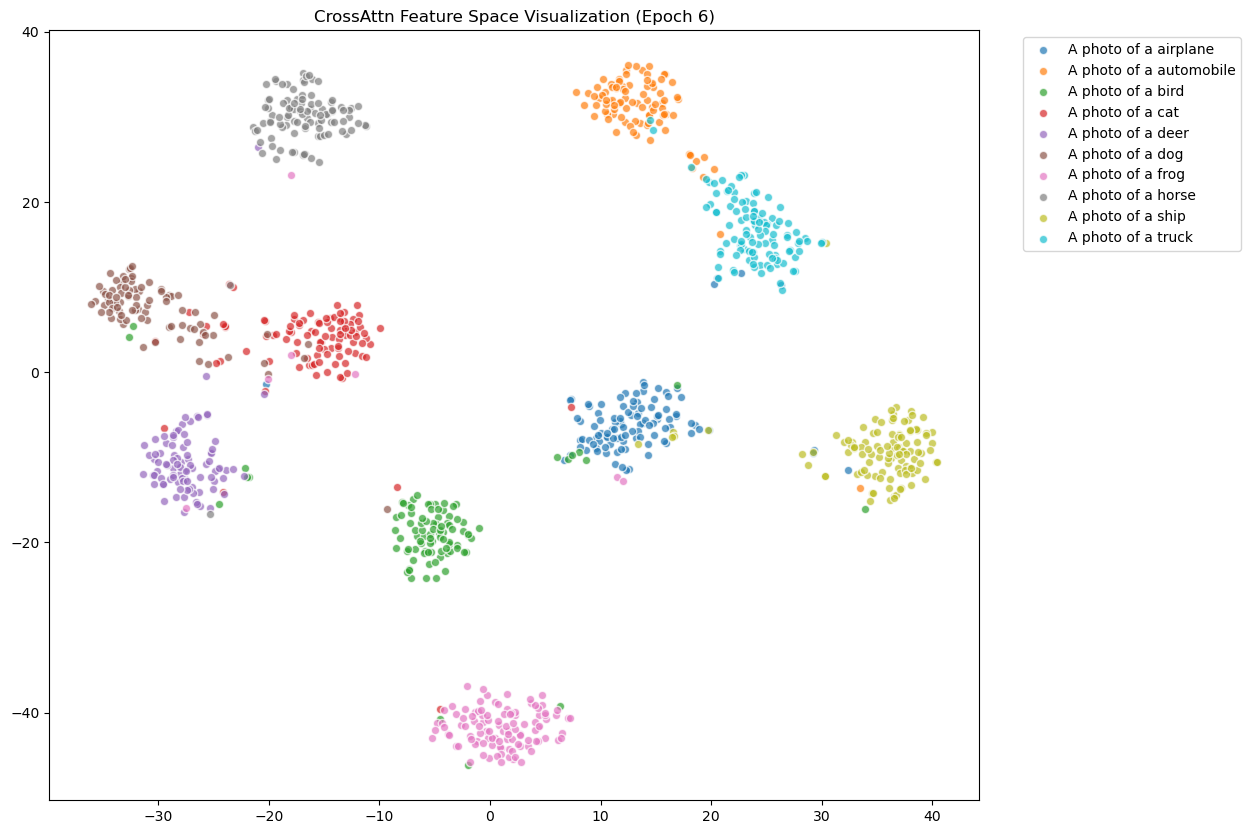 CrossAttn Feature Space Visualization (Epoch 6)
40
20
0
−20
−40
−30
−20
−10
0
10
20
30
40
A photo of a airplane
A photo of a automobile
A photo of a bird
A photo of a cat
A photo of a deer
A photo of a dog
A photo of a frog
A photo of a horse
A photo of a ship
A photo of a truck